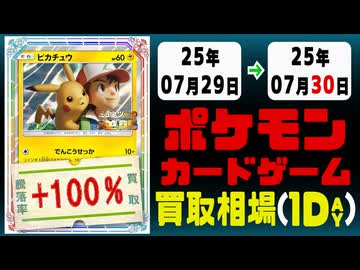 ピカチュウ
HP60
でんこうせっか
10+
騰落率
+100%
買取
25年
07月29日
25年
07月30日
ポケモン
カードゲーム
買取相場(1D)